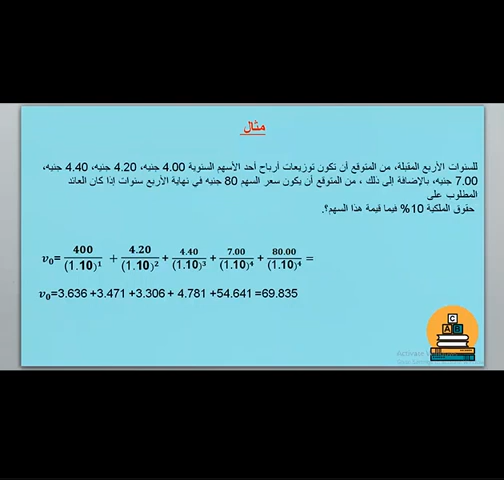 مثال
للسنوات الأربع المقبلة، من المتوقع أن تكون توزيعات أرباح أحد الأسهم السنوية 4.00 جنيه، 4.20 جنيه، 4.40 جنيه،
7.00 جنيه، بالإضافة إلى ذلك ، من المتوقع أن يكون سعر السهم 80 جنيه في نهاية الأربع سنوات إذا كان العائد
المطلوب على
حقوق الملكية 10% فيما قيمة هذا السهم؟.
v₀= 400/(1.10)¹ + 4.20/(1.10)² + 4.40/(1.10)³ + 7.00/(1.10)⁴ + 80.00/(1.10)⁴ =
v₀=3.636 +3.471 +3.306 + 4.781 +54.641 =69.835
C
A B